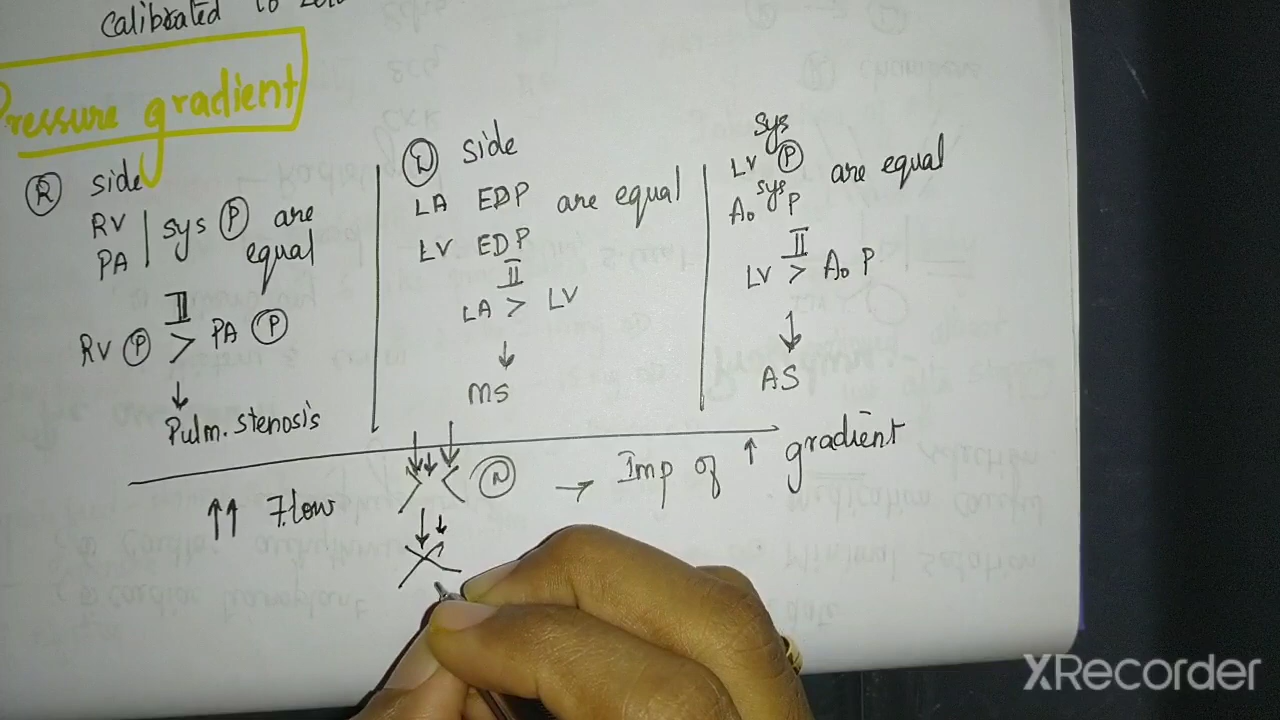 Calibrated to
Pressure gradient
Ⓡ side
RV | sys Ⓟ are
PA | equal
II
RV Ⓟ > PA Ⓟ
↓
Pulm. stenosis
Ⓛ side
LA EDP are equal
LV EDP
II
LA > LV
↓
MS
sys
LV Ⓟ are equal
Ao sys P
II
LV > Ao P
↓
AS
↑↑ Flow
Ⓝ → Imp of ↑ gradient
XRecorder